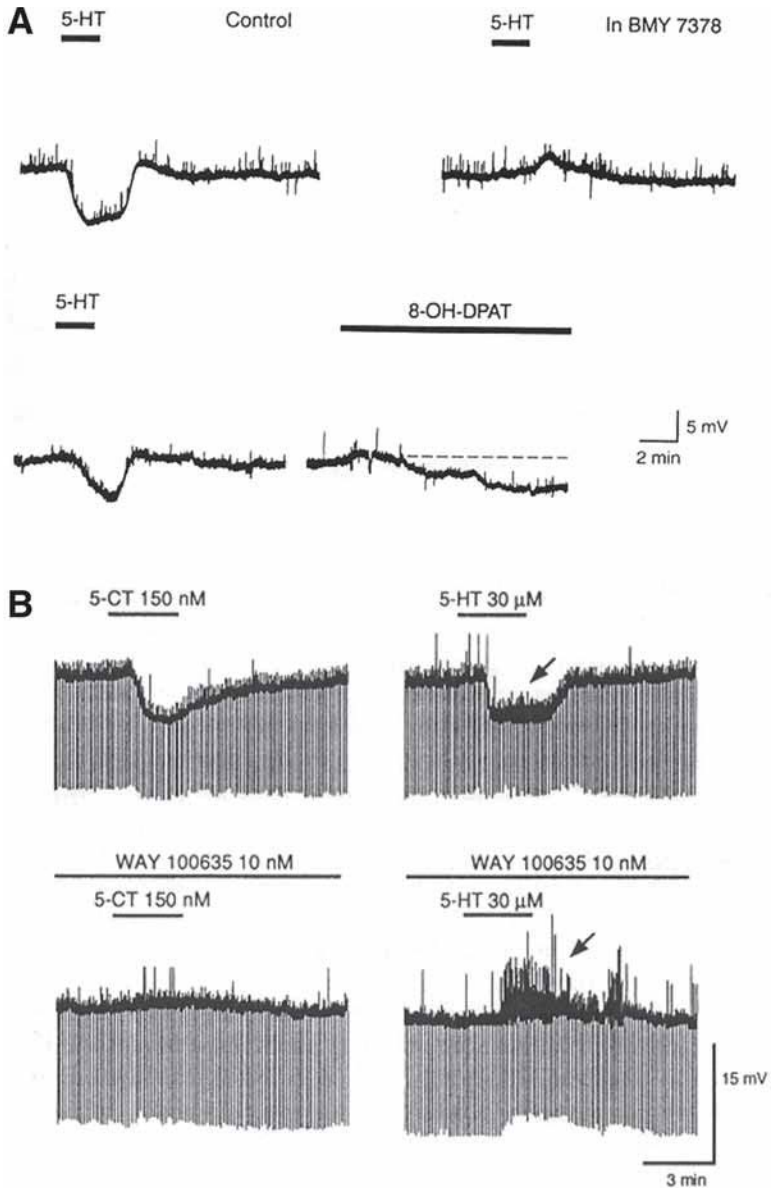 A
5-HT Control 5-HT In BMY 7378
5-HT 8-OH-DPAT
5 mV
2 min
B
5-CT 150 nM 5-HT 30 μM
WAY 100635 10 nM WAY 100635 10 nM
5-CT 150 nM 5-HT 30 μM
15 mV
3 min